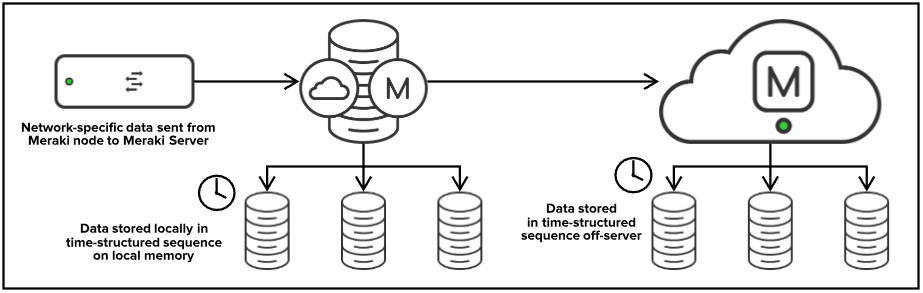 M
M
Network-specific data sent from
Meraki node to Meraki Server
Data stored locally in
time-structured sequence
on local memory
Data stored
in time-structured
sequence off-server